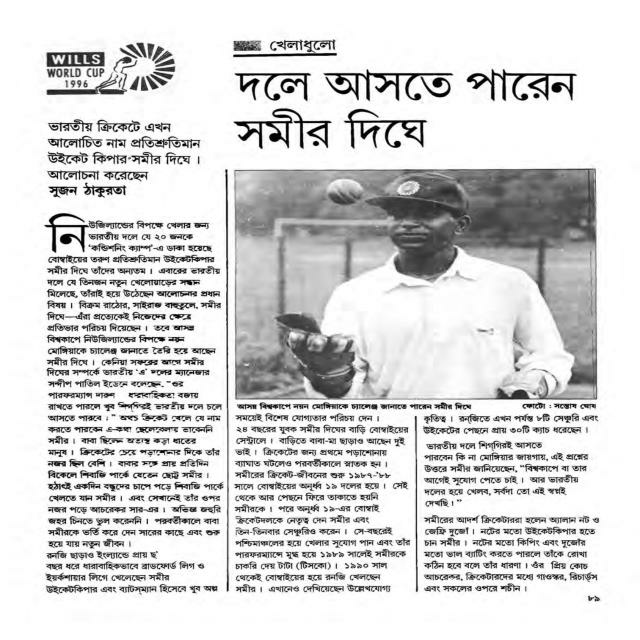 WILLS
WORLD CUP
1996
খেলাধুলো
দলে আসতে পারেন
সমীর দিঘে
ভারতীয় ক্রিকেটে এখন
আলোচিত নাম প্রতিশ্রুতিমান
উইকেট কিপার-সমীর দিঘে ।
আলোচনা করেছেন
সুজন ঠাকুরতা
নিউজিল্যান্ডের বিপক্ষে খেলার জন্য
ভারতীয় দলে যে ২০ জনকে
‘কন্ডিশনিং ক্যাম্প’-এ ডাকা হয়েছে
বোম্বাইয়ের তরুণ প্রতিশ্রুতিমান উইকেটকিপার
সমীর দিঘে তাঁদের অন্যতম । এবারের ভারতীয়
দলে যে তিনজন নতুন খেলোয়াড়ের সন্ধান
মিলেছে, তাঁরাই হয়ে উঠেছেন আলোচনার প্রধান
বিষয় । বিক্রম রাঠোর, সাইরাজ বাহুতুলে, সমীর
দিঘে—এঁরা প্রত্যেকেই নিজেদের ক্ষেত্রে
প্রতিভার পরিচয় দিয়েছেন । তবে আসন্ন
বিশ্বকাপে নিউজিল্যান্ডের বিপক্ষে নয়ন
মোঙ্গিয়াকে চ্যালেঞ্জ জানাতে তৈরি হয়ে আছেন
সমীর দিঘে । কেনিয়া সফরের আগে সমীর
দিঘের সম্পর্কে ভারতীয় ‘এ’ দলের ম্যানেজার
সন্দীপ পাতিল ইডেনে বলেছেন, “ওর
পারফরম্যান্স দারুণ ধারাবাহিকতা বজায়
রাখতে পারলে খুব শিগগিরই ভারতীয় দলে চলে
আসতে পারবে ।” অথচ ক্রিকেট খেলে যে নাম
করতে পারবেন এ-কথা ছেলেবেলায় ভাবেননি
সমীর । বাবা ছিলেন অত্যন্ত কড়া ধাতের
মানুষ । ক্রিকেটের চেয়ে পড়াশোনার দিকে তাঁর
নজর ছিল বেশি । বাবার সঙ্গে প্রায় প্রতিদিন
বিকেলে শিবাজি পার্কে যেতেন ছোট্ট সমীর ।
হঠাৎই একদিন বন্ধুদের চাপে পড়ে শিবাজি পার্কে
খেলতে যান সমীর । এবং সেখানেই তাঁর ওপর
নজর পড়ে আচরেকর সার-এর । অভিজ্ঞ জহুরি
জহর চিনতে ভুল করেননি । পরবর্তীকালে বাবা
সমীরকে ভর্তি করে দেন সারের কাছে এবং শুরু
হয়ে যায় নতুন জীবন ।
রনজি ছাড়াও ইংল্যান্ডে প্রায় ছ’
বছর ধরে ধারাবাহিকভাবে ব্রাডফোর্ড লিগ ও
ইয়র্কশায়ার লিগে খেলেছেন সমীর
উইকেটকিপার এবং ব্যাটসম্যান হিসেবে খুব অল্প
আসন্ন বিশ্বকাপে নয়ন মোঙ্গিয়াকে চ্যালেঞ্জ জানাতে পারেন সমীর দিঘে
ফোটো : সন্তোষ ঘোষ
সময়েই বিশেষ যোগ্যতার পরিচয় দেন ।
২৪ বছরের যুবক সমীর দিঘের বাড়ি বোম্বাইয়ের
সেন্ট্রালে । বাড়িতে বাবা-মা ছাড়াও আছেন দুই
ভাই । ক্রিকেটের জন্য প্রথমে পড়াশোনায়
ব্যাঘাত ঘটলেও পরবর্তীকালে স্নাতক হন ।
সমীরের ক্রিকেট-জীবনের শুরু ১৯৮৭-’৮৮
সালে বোম্বাইয়ের অনূর্ধ্ব ১৯ দলের হয়ে । সেই
থেকে আর পেছনে ফিরে তাকাতে হয়নি
সমীরকে । পরে অনূর্ধ্ব ১৯-এর বোম্বাই
ক্রিকেটদলকে নেতৃত্ব দেন সমীর এবং
তিন-তিনবার সেঞ্চুরিও করেন । সে-বছরেই
পশ্চিমাঞ্চলের হয়ে খেলার সুযোগ পান এবং তাঁর
পারফরম্যান্সে মুগ্ধ হয়ে ১৯৮৯ সালেই সমীরকে
চাকরি দেয় টাটা (টিসকো) । ১৯৯০ সাল
থেকেই বোম্বাইয়ের হয়ে রনজি খেলছেন
সমীর । এখানেও দেখিয়েছেন উল্লেখযোগ্য
কৃতিত্ব । রনজিতে এখন পর্যন্ত ৮টি সেঞ্চুরি এবং
উইকেটের পেছনে প্রায় ৩০টি ক্যাচ ধরেছেন ।
ভারতীয় দলে শিগগিরই আসতে
পারবেন কি না মোঙ্গিয়ার জায়গায়, এই প্রশ্নের
উত্তরে সমীর জানিয়েছেন, “বিশ্বকাপে বা তার
আগেই সুযোগ পেতে চাই । আর ভারতীয়
দলের হয়ে খেলব, সর্বদা তো এই স্বপ্নই
দেখছি ।”
সমীরের আদর্শ ক্রিকেটাররা হলেন অ্যালান নট ও
জেফ্রি দুজোঁ । নটের মতো উইকেটকিপার হতে
চান সমীর । নটের মতো কিপিং এবং দুজোঁর
মতো ভাল ব্যাটিং করতে পারলে তাঁকে রোখা
কঠিন হবে বলে তাঁর ধারণা । ওঁর প্রিয় কোচ
আচরেকর, ক্রিকেটারদের মধ্যে গাওস্কর, রিচার্ডস
এবং সকলের ওপরে শচীন ।
৮৯